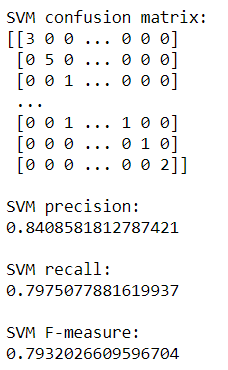 SVM confusion matrix:
[[3 0 0 ... 0 0 0]
[0 5 0 ... 0 0 0]
[0 0 1 ... 0 0 0]
...
[0 0 1 ... 1 0 0]
[0 0 0 ... 0 1 0]
[0 0 0 ... 0 0 2]]
SVM precision:
0.8408581812787421
SVM recall:
0.7975077881619937
SVM F-measure:
0.7932026609596704